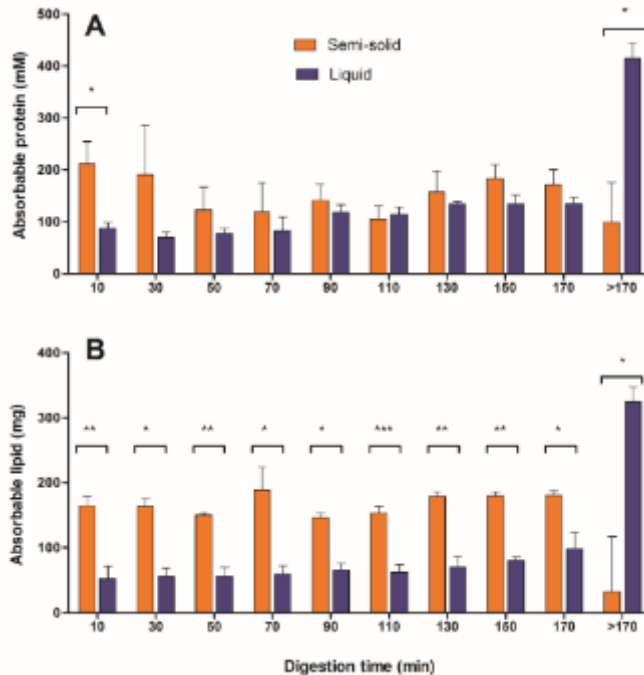 A
500
400
300
200
100
0
Absorbable protein (mM)
Semi-solid
Liquid
* *
10 30 50 70 90 110 130 150 170 >170
B
400
300
200
100
0
Absorbable lipid (mg)
*
** * ** * * *** ** ** *
10 30 50 70 90 110 130 150 170 >170
Digestion time (min)